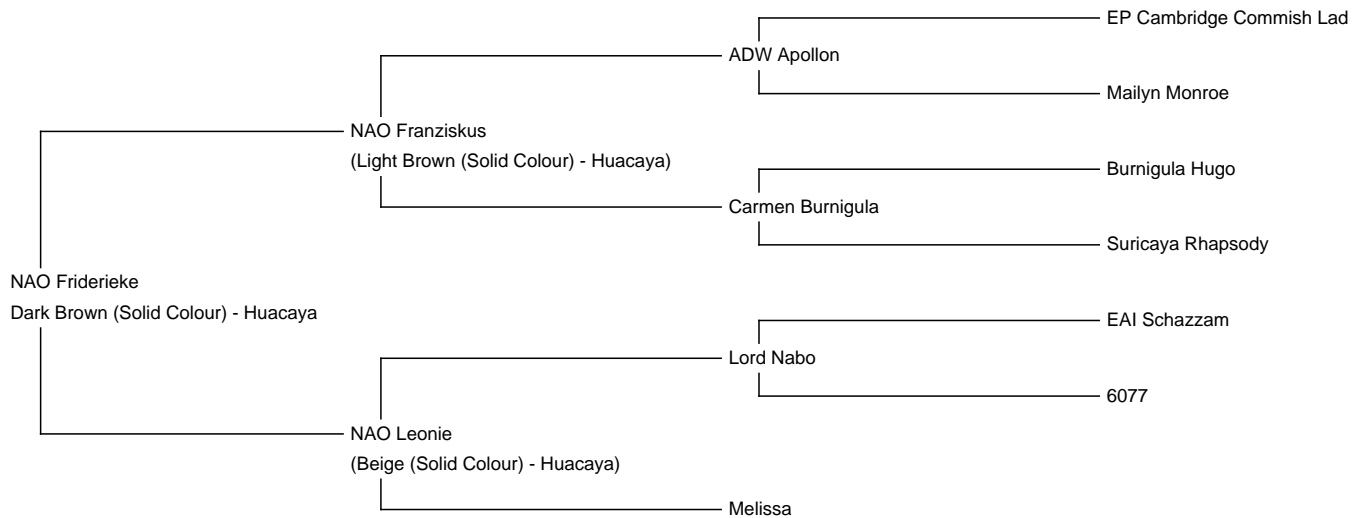 EP Cambridge Commish Lad
ADW Apollon
Mailyn Monroe
NAO Franziskus
(Light Brown (Solid Colour) - Huacaya)
Burnigula Hugo
Carmen Burnigula
Suricaya Rhapsody
NAO Friderieke
Dark Brown (Solid Colour) - Huacaya
EAI Schazzam
Lord Nabo
6077
NAO Leonie
(Beige (Solid Colour) - Huacaya)
Melissa